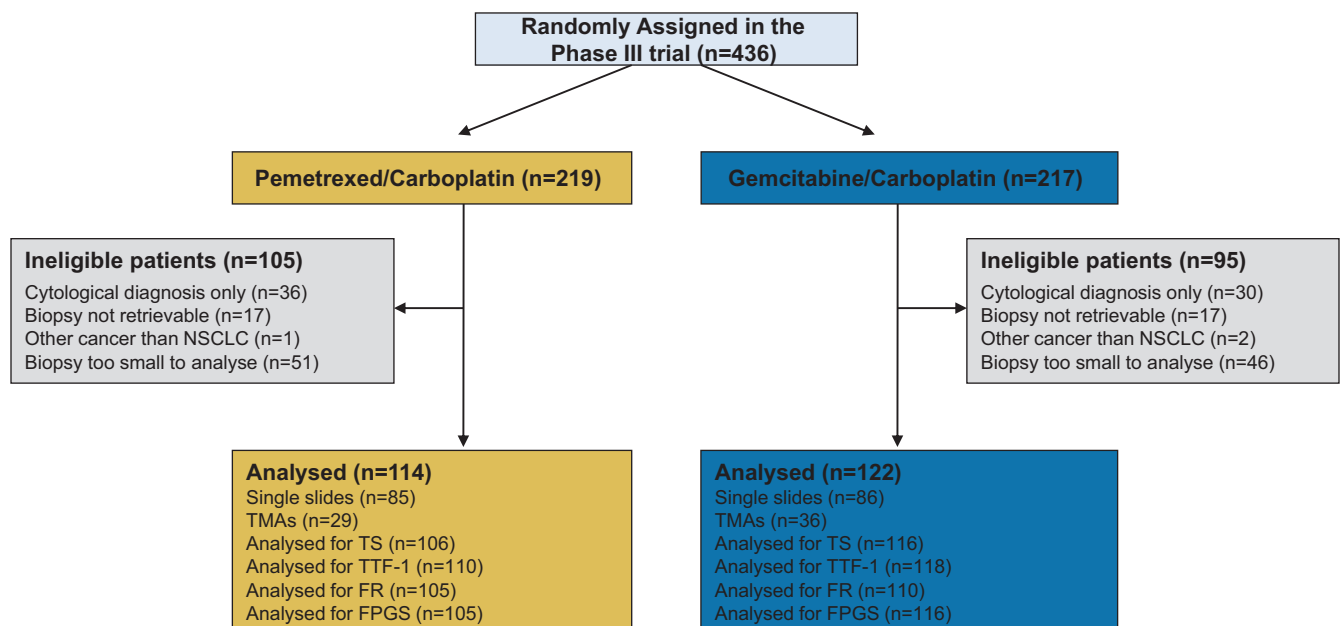 Randomly Assigned in the
Phase III trial (n=436)
Pemetrexed/Carboplatin (n=219)
Gemcitabine/Carboplatin (n=217)
Ineligible patients (n=105)
Cytological diagnosis only (n=36)
Biopsy not retrievable (n=17)
Other cancer than NSCLC (n=1)
Biopsy too small to analyse (n=51)
Ineligible patients (n=95)
Cytological diagnosis only (n=30)
Biopsy not retrievable (n=17)
Other cancer than NSCLC (n=2)
Biopsy too small to analyse (n=46)
Analysed (n=114)
Single slides (n=85)
TMAs (n=29)
Analysed for TS (n=106)
Analysed for TTF-1 (n=110)
Analysed for FR (n=105)
Analysed for FPGS (n=105)
Analysed (n=122)
Single slides (n=86)
TMAs (n=36)
Analysed for TS (n=116)
Analysed for TTF-1 (n=118)
Analysed for FR (n=110)
Analysed for FPGS (n=116)